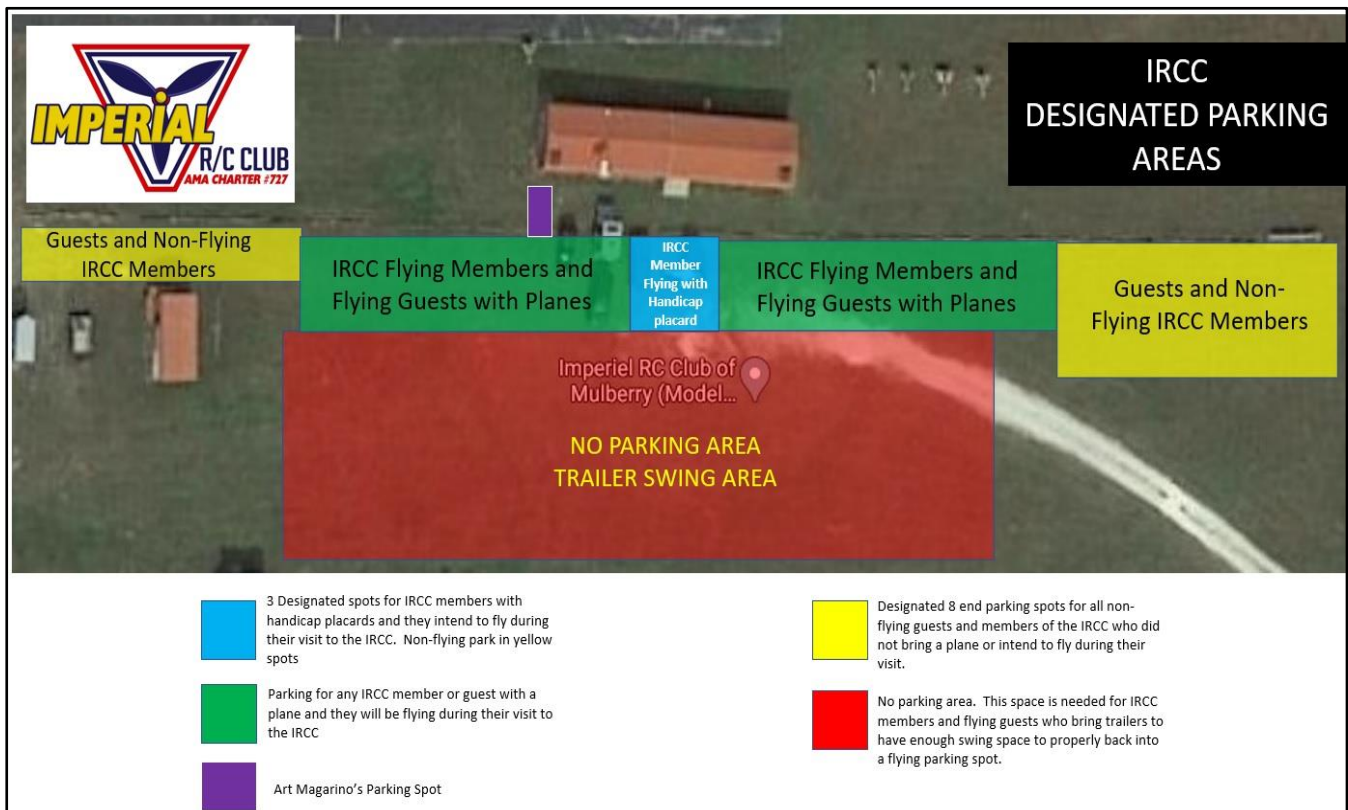 IMPERIAL
R/C CLUB
AMA CHARTER #727
IRCC
DESIGNATED PARKING
AREAS
Guests and Non-Flying
IRCC Members
IRCC Flying Members and
Flying Guests with Planes
IRCC
Member
Flying with
Handicap
placard
IRCC Flying Members and
Flying Guests with Planes
Guests and Non-
Flying IRCC Members
Imperiel RC Club of
Mulberry (Model...
NO PARKING AREA
TRAILER SWING AREA
3 Designated spots for IRCC members with
handicap placards and they intend to fly during
their visit to the IRCC. Non-flying park in yellow
spots
Parking for any IRCC member or guest with a
plane and they will be flying during their visit to
the IRCC
Art Magarino's Parking Spot
Designated 8 end parking spots for all non-
flying guests and members of the IRCC who did
not bring a plane or intend to fly during their
visit.
No parking area. This space is needed for IRCC
members and flying guests who bring trailers to
have enough swing space to properly back into
a flying parking spot.